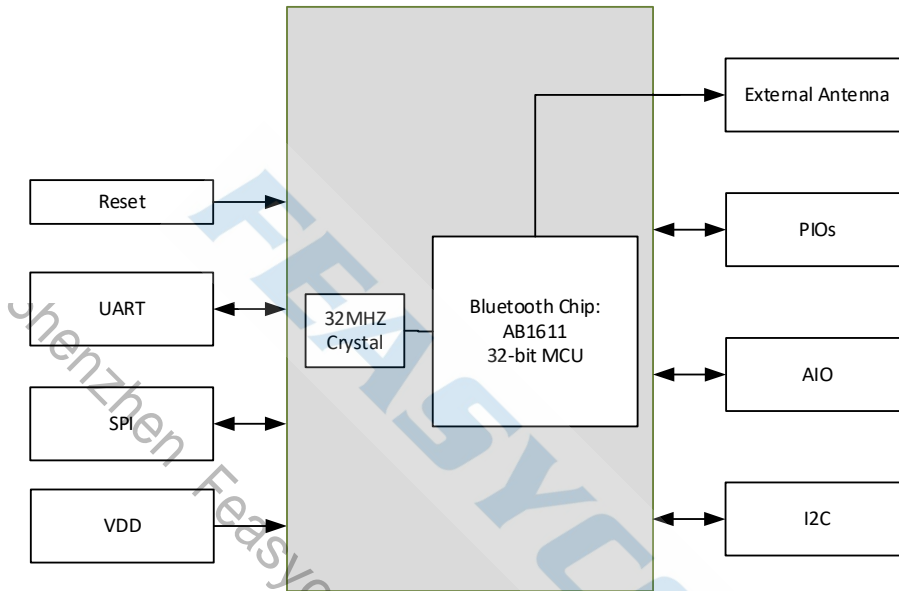 External Antenna
Reset
PIOs
UART
32MHZ
Crystal
Bluetooth Chip:
AB1611
32-bit MCU
AIO
SPI
VDD
I2C
Shenzhen
FEASYC